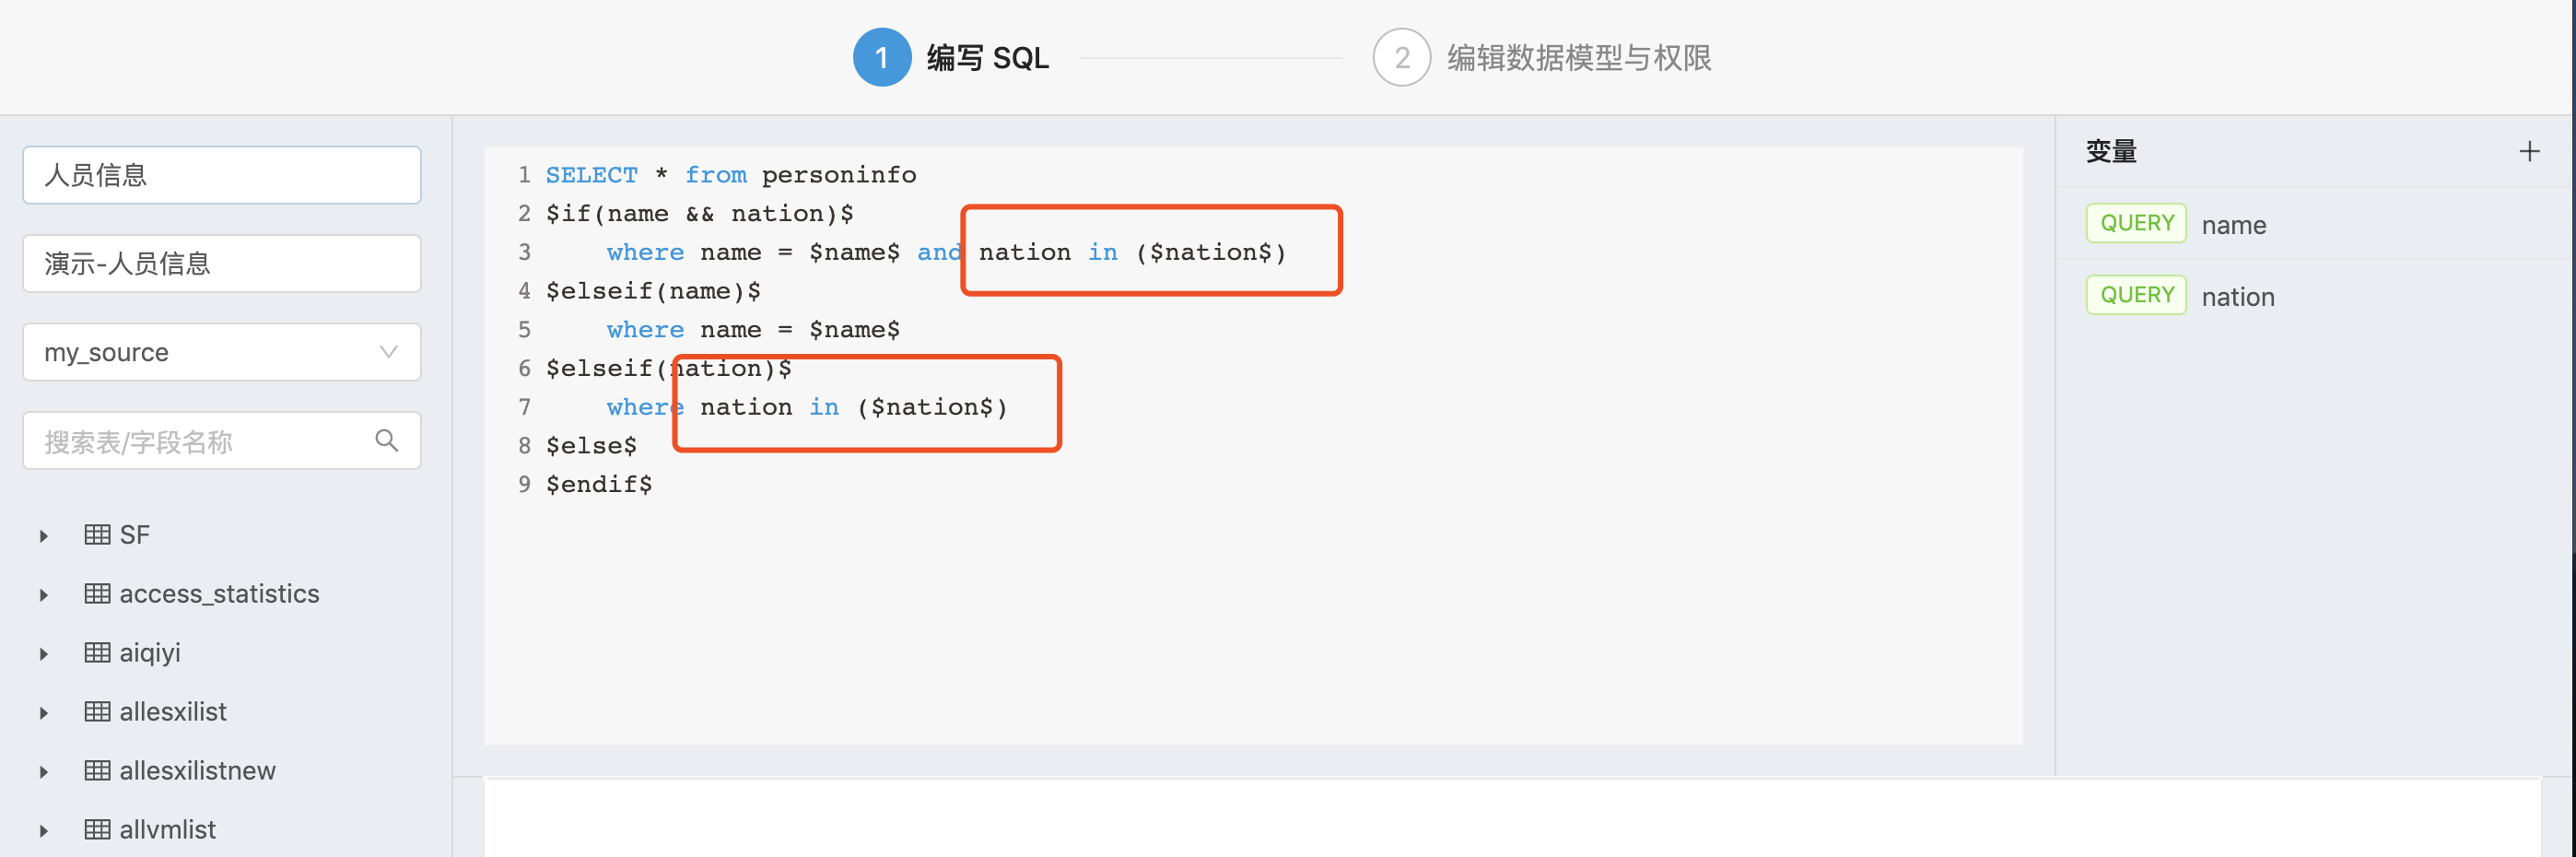 1 编写 SQL
2 编辑数据模型与权限
人员信息
演示-人员信息
my_source
搜索表/字段名称
SF
access_statistics
aiqiyi
allesxilist
allesxilistnew
allvmlist
1 SELECT * from personinfo
2 $if(name && nation)$
3 where name = $name$ and nation in ($nation$)
4 $elseif(name)$
5 where name = $name$
6 $elseif(nation)$
7 where nation in ($nation$)
8 $else$
9 $endif$
变量
QUERY name
QUERY nation